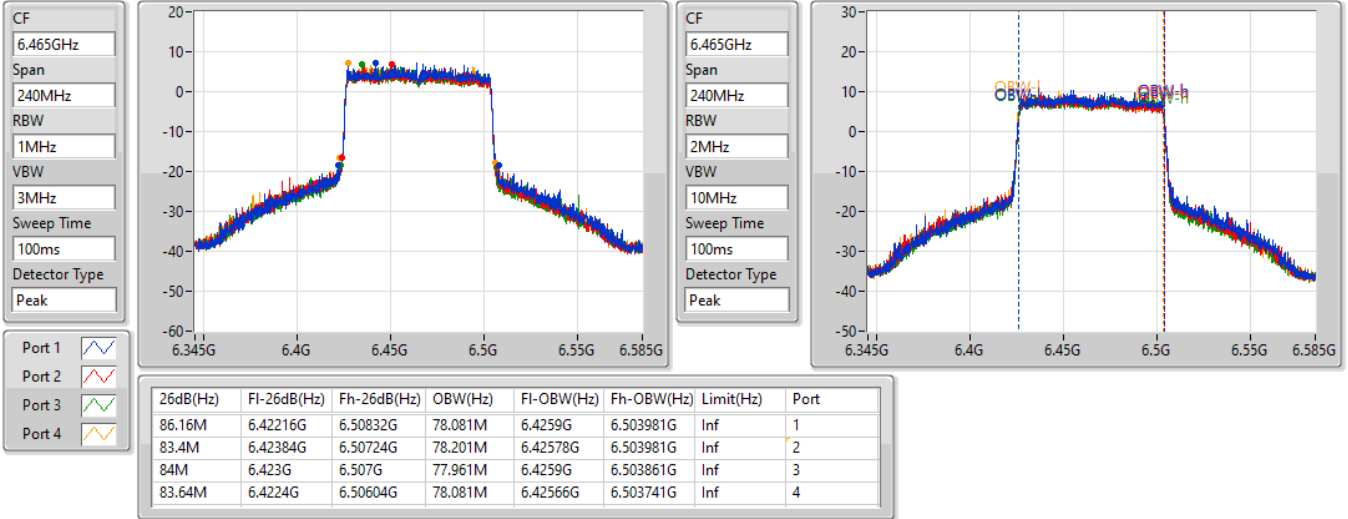 CF
6.465GHz
Span
240MHz
RBW
1MHz
VBW
3MHz
Sweep Time
100ms
Detector Type
Peak
20
10
0
-10
-20
-30
-40
-50
-60
6.345G 6.4G 6.45G 6.5G 6.55G 6.585G
CF
6.465GHz
Span
240MHz
RBW
2MHz
VBW
10MHz
Sweep Time
100ms
Detector Type
Peak
30
20
10
0
-10
-20
-30
-40
-50
OBW-l
OBW-h
6.345G 6.4G 6.45G 6.5G 6.55G 6.585G
Port 1
Port 2
Port 3
Port 4
26dB(Hz) Fl-26dB(Hz) Fh-26dB(Hz) OBW(Hz) Fl-OBW(Hz) Fh-OBW(Hz) Limit(Hz) Port
86.16M 6.42216G 6.50832G 78.081M 6.4259G 6.503981G Inf 1
83.4M 6.42384G 6.50724G 78.201M 6.42578G 6.503981G Inf 2
84M 6.423G 6.507G 77.961M 6.4259G 6.503861G Inf 3
83.64M 6.4224G 6.50604G 78.081M 6.42566G 6.503741G Inf 4